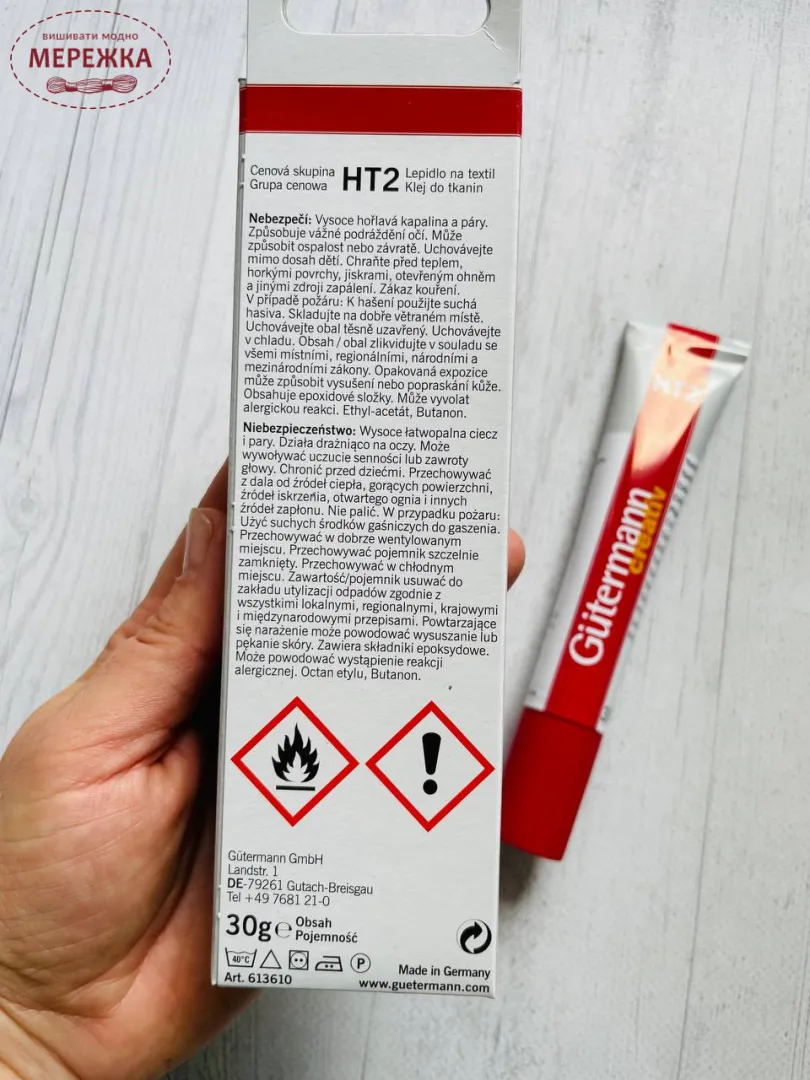 вишивати модно
МЕРЕЖКА
Cenová skupina HT2 Lepidlo na textil
Grupa cenowa Klej do tkanin
Nebezpečí: Vysoce hořlavá kapalina a páry.
Způsobuje vážné podráždění očí. Může
způsobit ospalost nebo závratě. Uchovávejte
mimo dosah dětí. Chraňte před teplem,
horkými povrchy, jiskrami, otevřeným ohněm
a jinými zdroji zapálení. Zákaz kouření.
V případě požáru: K hašení použijte suchá
hasiva. Skladujte na dobře větraném místě.
Uchovávejte obal těsně uzavřený. Uchovávejte
v chladu. Obsah / obal zlikvidujte v souladu se
všemi místními, regionálními, národními a
mezinárodními zákony. Opakovaná expozice
může způsobit vysušení nebo popraskání kůže.
Obsahuje epoxidové složky. Může vyvolat
alergickou reakci. Ethyl-acetát, Butanon.
Niebezpieczeństwo: Wysoce łatwopalna ciecz
i pary. Działa drażniąco na oczy. Może
wywoływać uczucie senności lub zawroty
głowy. Chronić przed dziećmi. Przechowywać
z dala od źródeł ciepła, gorących powierzchni,
źródeł iskrzenia, otwartego ognia i innych
źródeł zapłonu. Nie palić. W przypadku pożaru:
Użyć suchych środków gaśniczych do gaszenia.
Przechowywać w dobrze wentylowanym
miejscu. Przechowywać pojemnik szczelnie
zamknięty. Przechowywać w chłodnym
miejscu. Zawartość/pojemnik usuwać do
zakładu utylizacji odpadów zgodnie z
wszystkimi lokalnymi, regionalnymi, krajowymi
i międzynarodowymi przepisami. Powtarzające
się narażenie może powodować wysuszanie lub
pękanie skóry. Zawiera składniki epoksydowe.
Może powodować wystąpienie reakcji
alergicznej. Octan etylu, Butanon.
Gütermann GmbH
Landstr. 1
DE-79261 Gutach-Breisgau
Tel +49 7681 21-0
30g ℮ Obsah
Pojemność
40°C P
Art. 613610
Made in Germany
www.guetermann.com
HT2
Gütermann
creativ